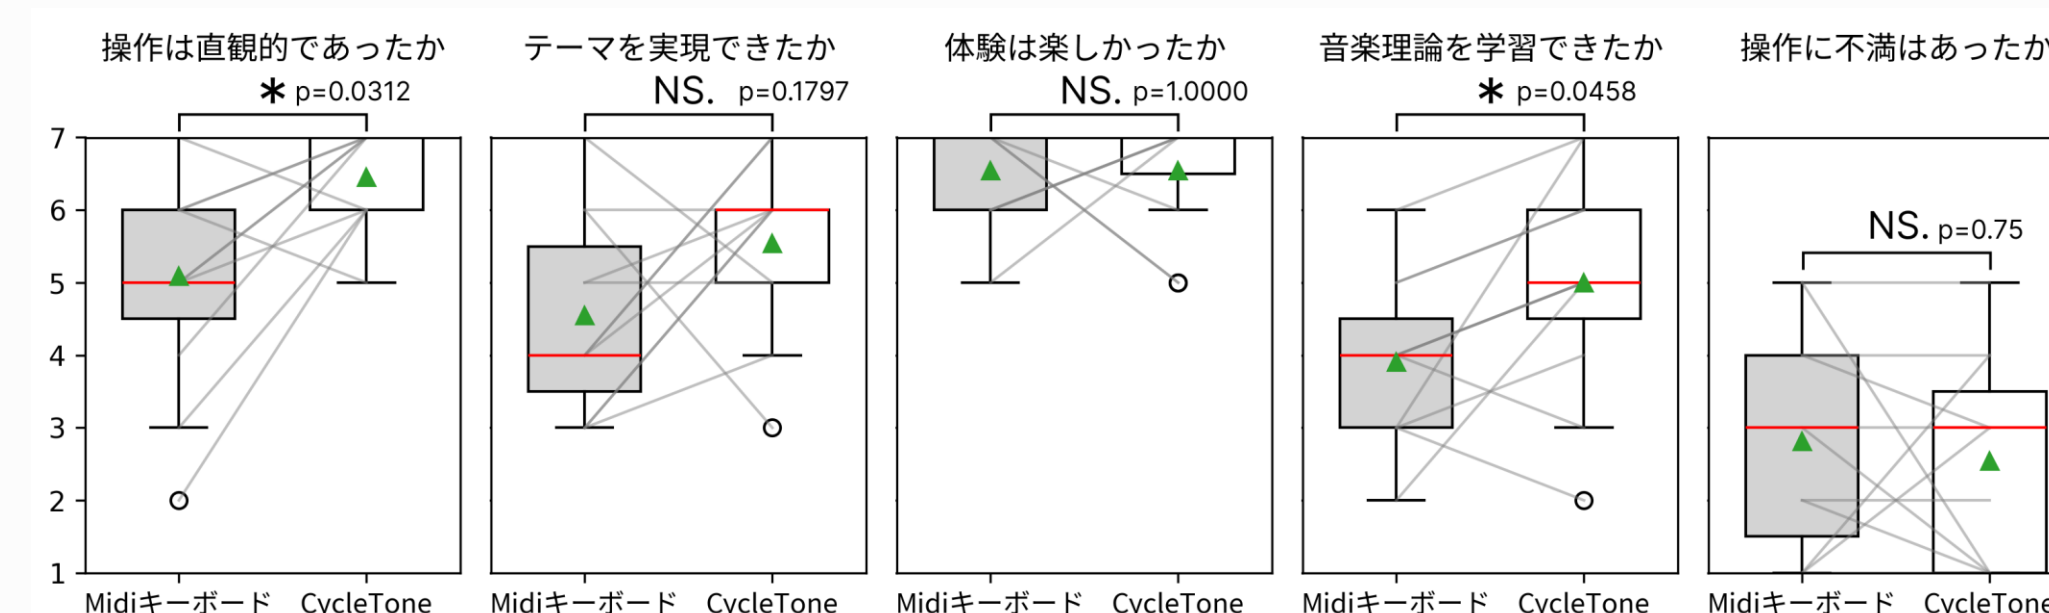 操作は直観的であったか
テーマを実現できたか
体験は楽しかったか
音楽理論を学習できたか
操作に不満はあったか
* p=0.0312
NS. p=0.1797
NS. p=1.0000
* p=0.0458
NS. p=0.75
7
6
5
4
3
2
1
Midiキーボード CycleTone
Midiキーボード CycleTone
Midiキーボード CycleTone
Midiキーボード CycleTone
Midiキーボード CycleTone